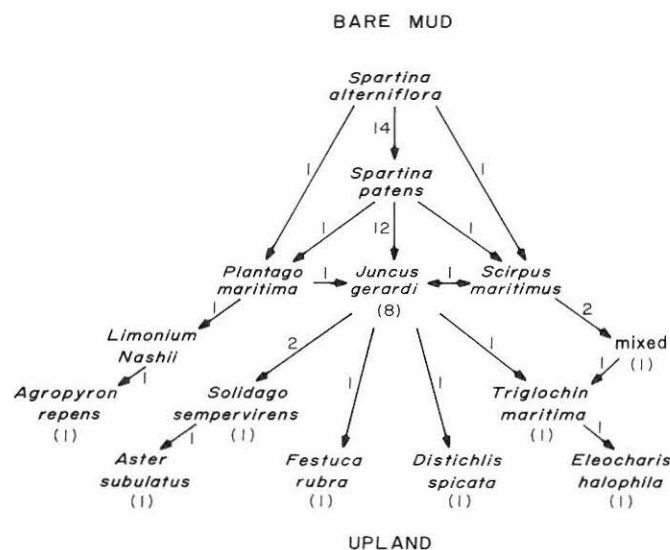 BARE MUD
Spartina
alterniflora
14
1
1
Spartina
patens
1
12
1
Plantago
maritima
1
Juncus
gerardi
(8)
1
Scirpus
maritimus
1
2
Limonium
Nashii
2
1
mixed
(1)
1
1
Agropyron
repens
(1)
Solidago
sempervirens
(1)
1
1
Triglochin
maritima
(1)
1
1
Aster
subulatus
(1)
Festuca
rubra
(1)
Distichlis
spicata
(1)
Eleocharis
halophila
(1)
UPLAND